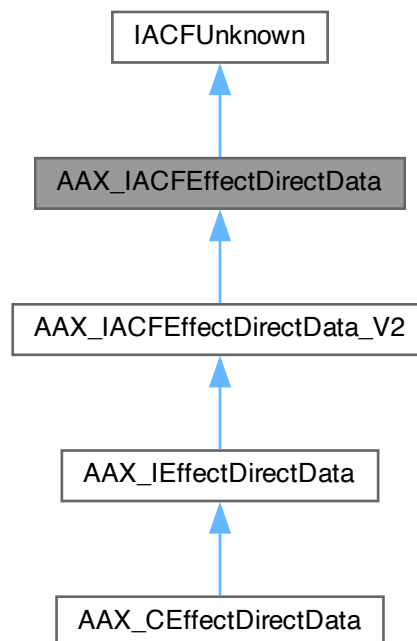 IACFUnknown
AAX_IACFEffectDirectData
AAX_IACFEffectDirectData_V2
AAX_IEffectDirectData
AAX_CEffectDirectData